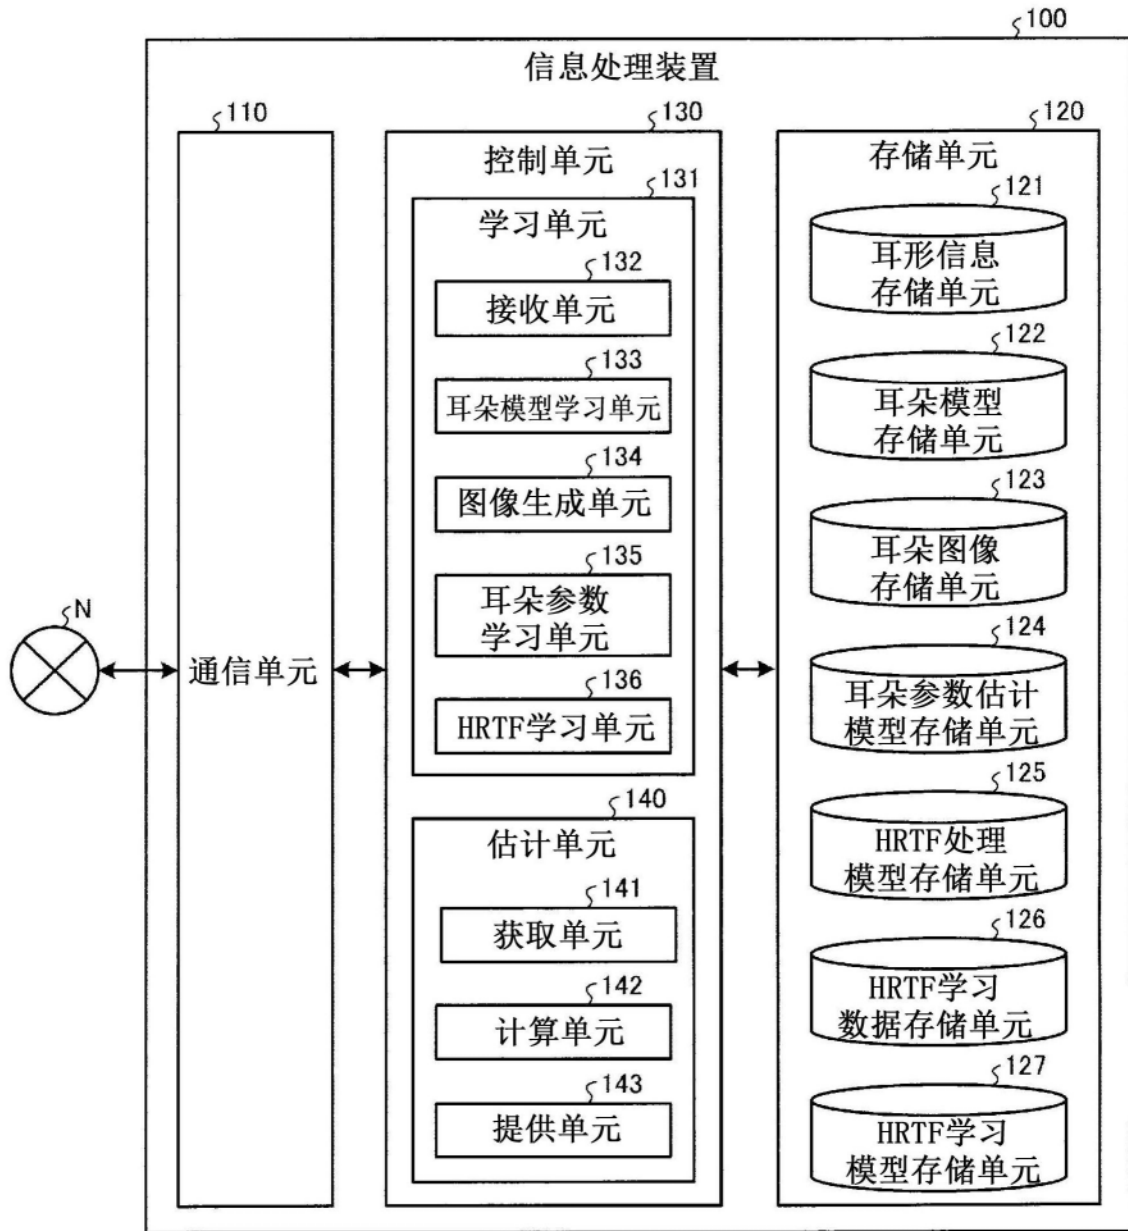 100
信息处理装置
110
通信单元
N
130
控制单元
131
学习单元
132
接收单元
133
耳朵模型学习单元
134
图像生成单元
135
耳朵参数
学习单元
136
HRTF学习单元
140
估计单元
141
获取单元
142
计算单元
143
提供单元
120
存储单元
121
耳形信息
存储单元
122
耳朵模型
存储单元
123
耳朵图像
存储单元
124
耳朵参数估计
模型存储单元
125
HRTF处理
模型存储单元
126
HRTF学习
数据存储单元
127
HRTF学习
模型存储单元